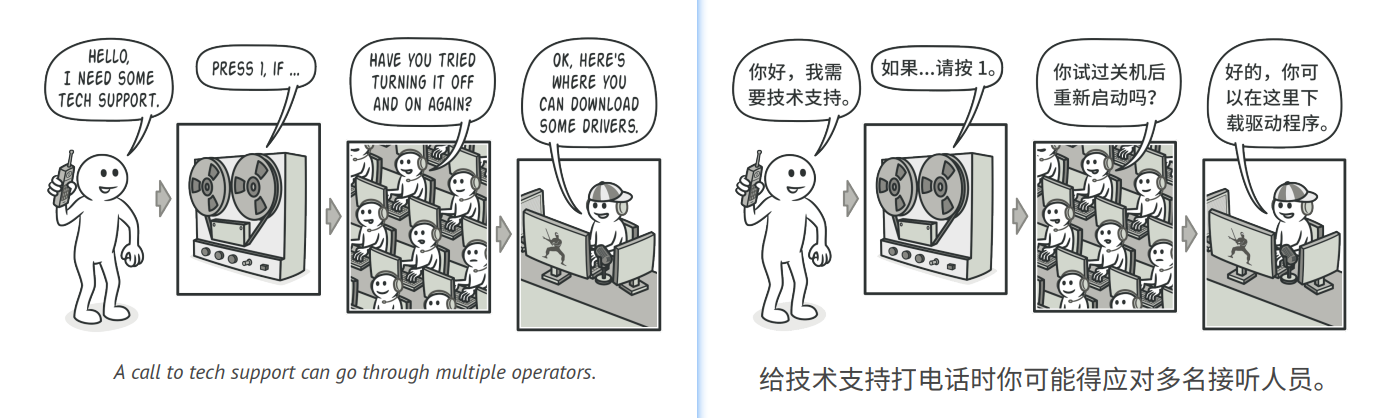 HELLO,
I NEED SOME
TECH SUPPORT.
PRESS 1, IF ...
HAVE YOU TRIED
TURNING IT OFF
AND ON AGAIN?
OK, HERE'S
WHERE YOU
CAN DOWNLOAD
SOME DRIVERS.
A call to tech support can go through multiple operators.
你好，我需
要技术支持。
如果...请按 1。
你试过关机后
重新启动吗？
好的，你可
以在这里下
载驱动程序。
给技术支持打电话时你可能得应对多名接听人员。